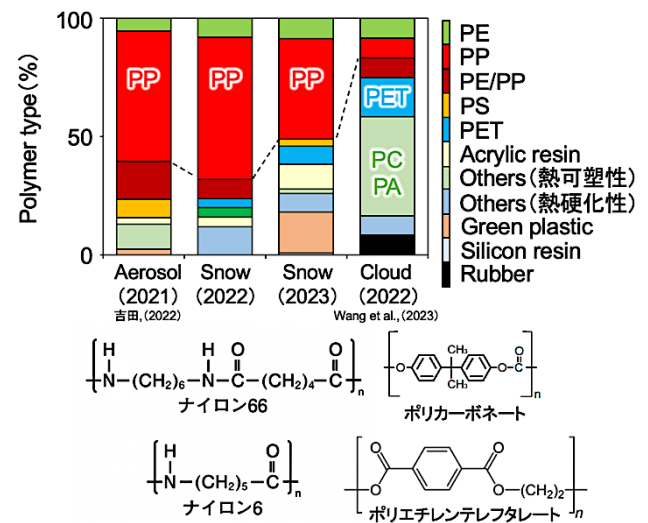 Polymer type(%)
100
50
0
PP
PP
PP
PET
PC
PA
PE
PP
PE/PP
PS
PET
Acrylic resin
Others(熱可塑性)
Others(熱硬化性)
Green plastic
Silicon resin
Rubber
Aerosol Snow Snow Cloud
(2021) (2022) (2023) (2022)
吉田,(2022) Wang et al.,(2023)
H H O O
N—(CH₂)₆—N—C—(CH₂)₄—C n
ナイロン66
CH₃ O
O O—C n
CH₃
ポリカーボネート
H O
N—(CH₂)₅—C n
ナイロン6
O O
O O—(CH₂)₂ n
ポリエチレンテレフタレート